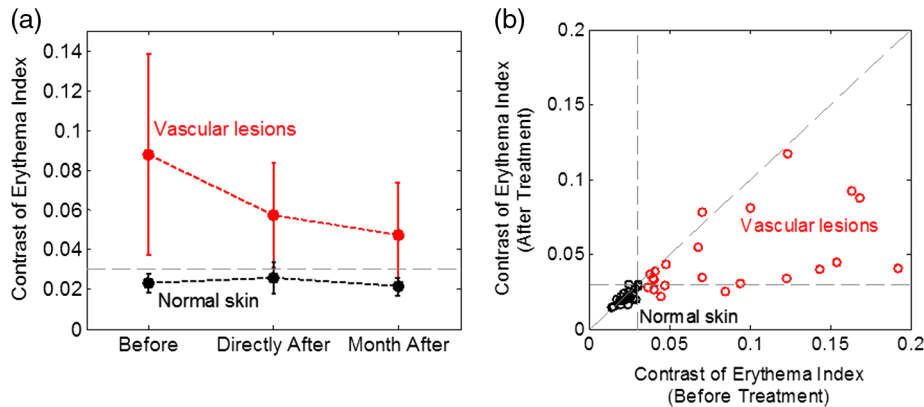 (a)
Contrast of Erythema Index
0.14
0.12
0.1
0.08
0.06
0.04
0.02
0
Vascular lesions
Normal skin
Before
Directly After
Month After
(b)
Contrast of Erythema Index
(After Treatment)
0.2
0.15
0.1
0.05
0
Vascular lesions
Normal skin
0
0.05
0.1
0.15
0.2
Contrast of Erythema Index
(Before Treatment)